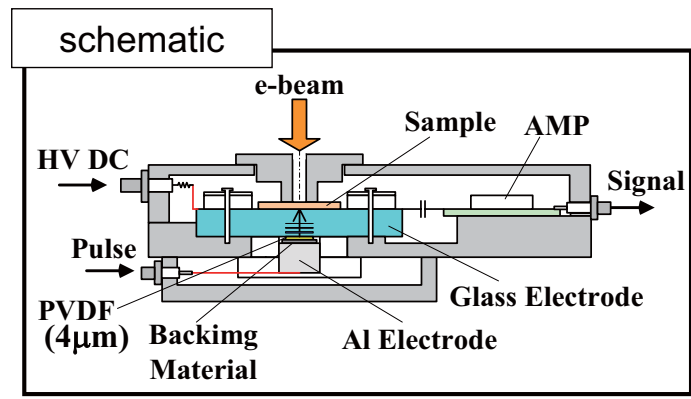 schematic
e-beam
Sample
AMP
HV DC
Signal
Pulse
Glass Electrode
PVDF
(4μm)
Backimg
Material
Al Electrode